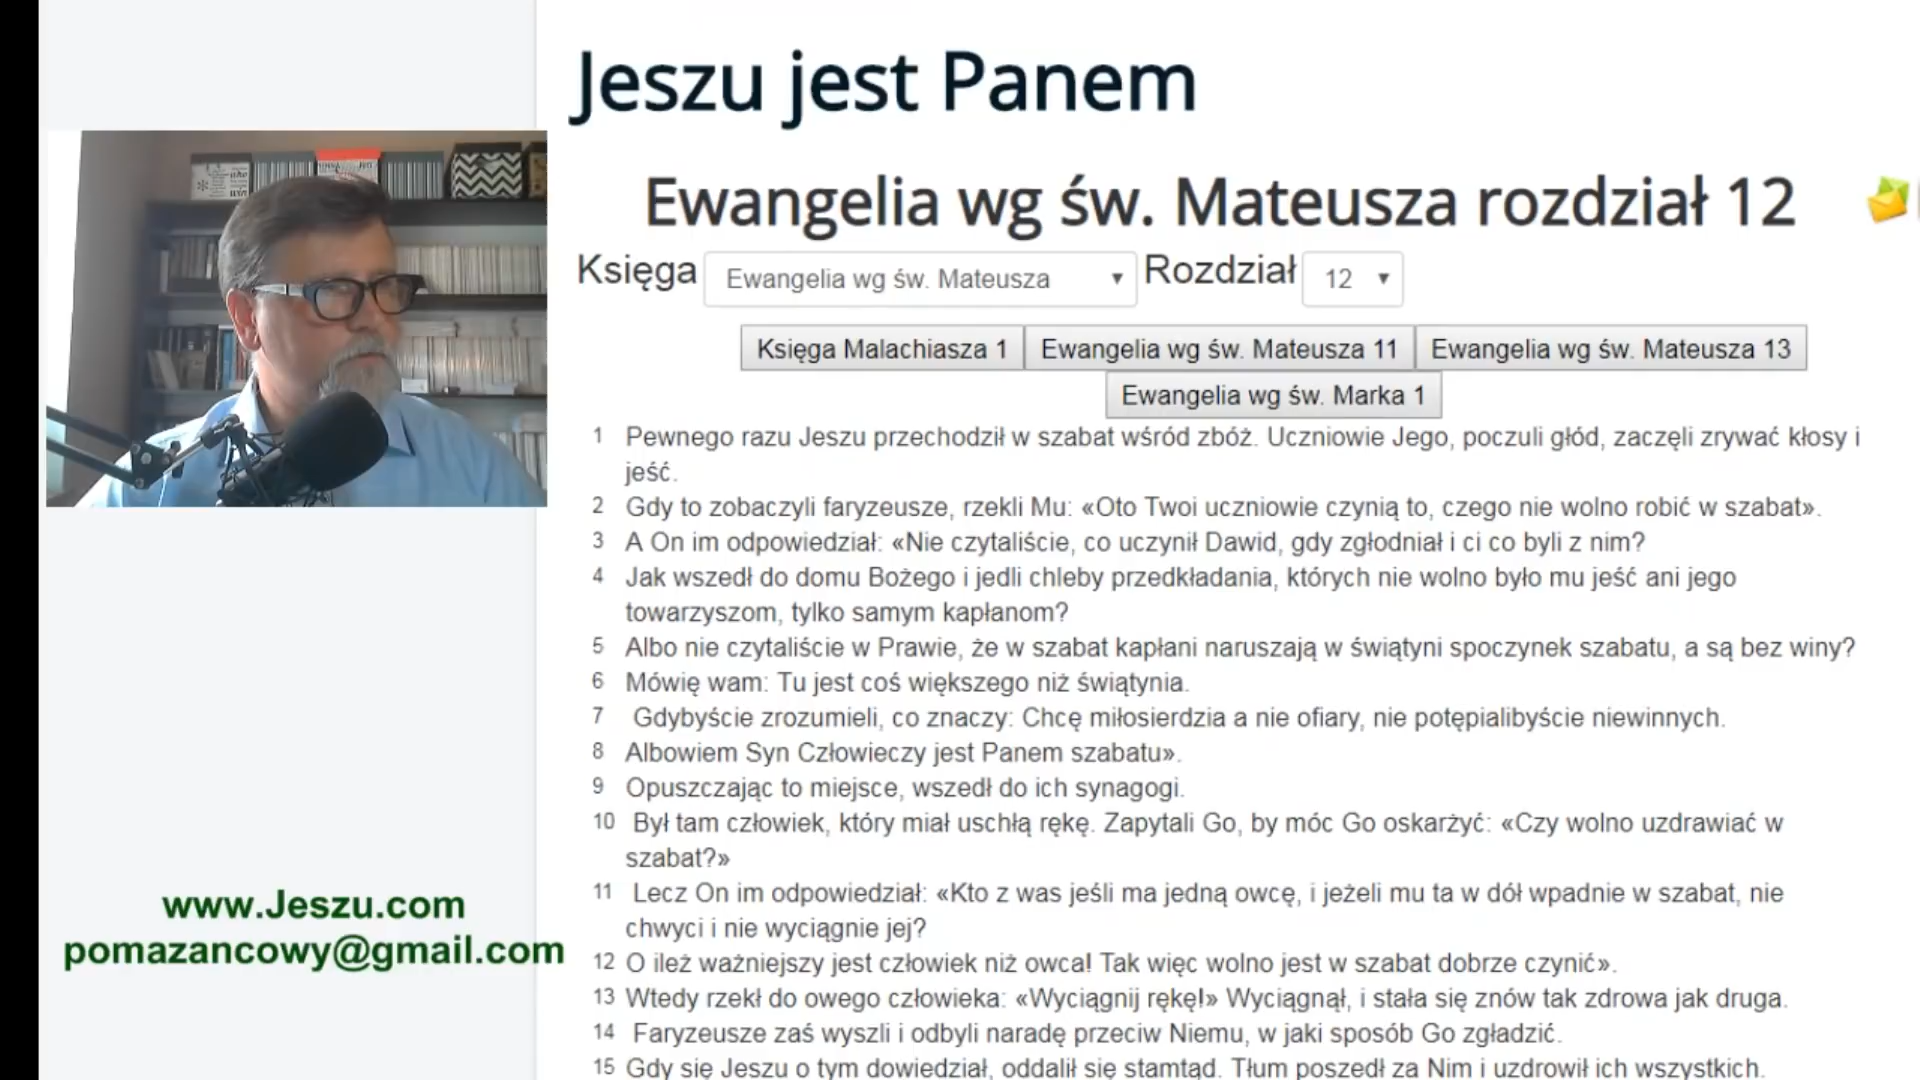 Jeszu jest Panem
Ewangelia wg św. Mateusza rozdział 12
Księga Ewangelia wg św. Mateusza Rozdział 12
Księga Malachiasza 1 Ewangelia wg św. Mateusza 11 Ewangelia wg św. Mateusza 13
Ewangelia wg św. Marka 1
1 Pewnego razu Jeszu przechodził w szabat wśród zbóż. Uczniowie Jego, poczuli głód, zaczęli zrywać kłosy i
jeść.
2 Gdy to zobaczyli faryzeusze, rzekli Mu: «Oto Twoi uczniowie czynią to, czego nie wolno robić w szabat».
3 A On im odpowiedział: «Nie czytaliście, co uczynił Dawid, gdy zgłodniał i ci co byli z nim?
4 Jak wszedł do domu Bożego i jedli chleby przedkładania, których nie wolno było mu jeść ani jego
towarzyszom, tylko samym kapłanom?
5 Albo nie czytaliście w Prawie, że w szabat kapłani naruszają w świątyni spoczynek szabatu, a są bez winy?
6 Mówię wam: Tu jest coś większego niż świątynia.
7 Gdybyście zrozumieli, co znaczy: Chcę miłosierdzia a nie ofiary, nie potępialibyście niewinnych.
8 Albowiem Syn Człowieczy jest Panem szabatu».
9 Opuszczając to miejsce, wszedł do ich synagogi.
10 Był tam człowiek, który miał uschłą rękę. Zapytali Go, by móc Go oskarżyć: «Czy wolno uzdrawiać w
szabat?»
11 Lecz On im odpowiedział: «Kto z was jeśli ma jedną owcę, i jeżeli mu ta w dół wpadnie w szabat, nie
chwyci i nie wyciągnie jej?
12 O ileż ważniejszy jest człowiek niż owca! Tak więc wolno jest w szabat dobrze czynić».
13 Wtedy rzekł do owego człowieka: «Wyciągnij rękę!» Wyciągnął, i stała się znów tak zdrowa jak druga.
14 Faryzeusze zaś wyszli i odbyli naradę przeciw Niemu, w jaki sposób Go zgładzić.
15 Gdy się Jeszu o tym dowiedział, oddalił się stamtąd. Tłum poszedł za Nim i uzdrowił ich wszystkich.
www.Jeszu.com
pomazancowy@gmail.com